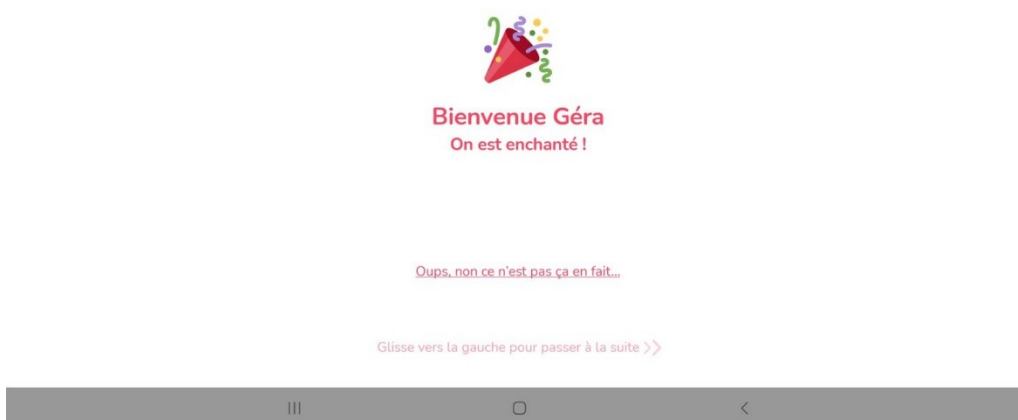 Bienvenue Géra
On est enchanté !
Oups, non ce n'est pas ça en fait...
Glisse vers la gauche pour passer à la suite >>